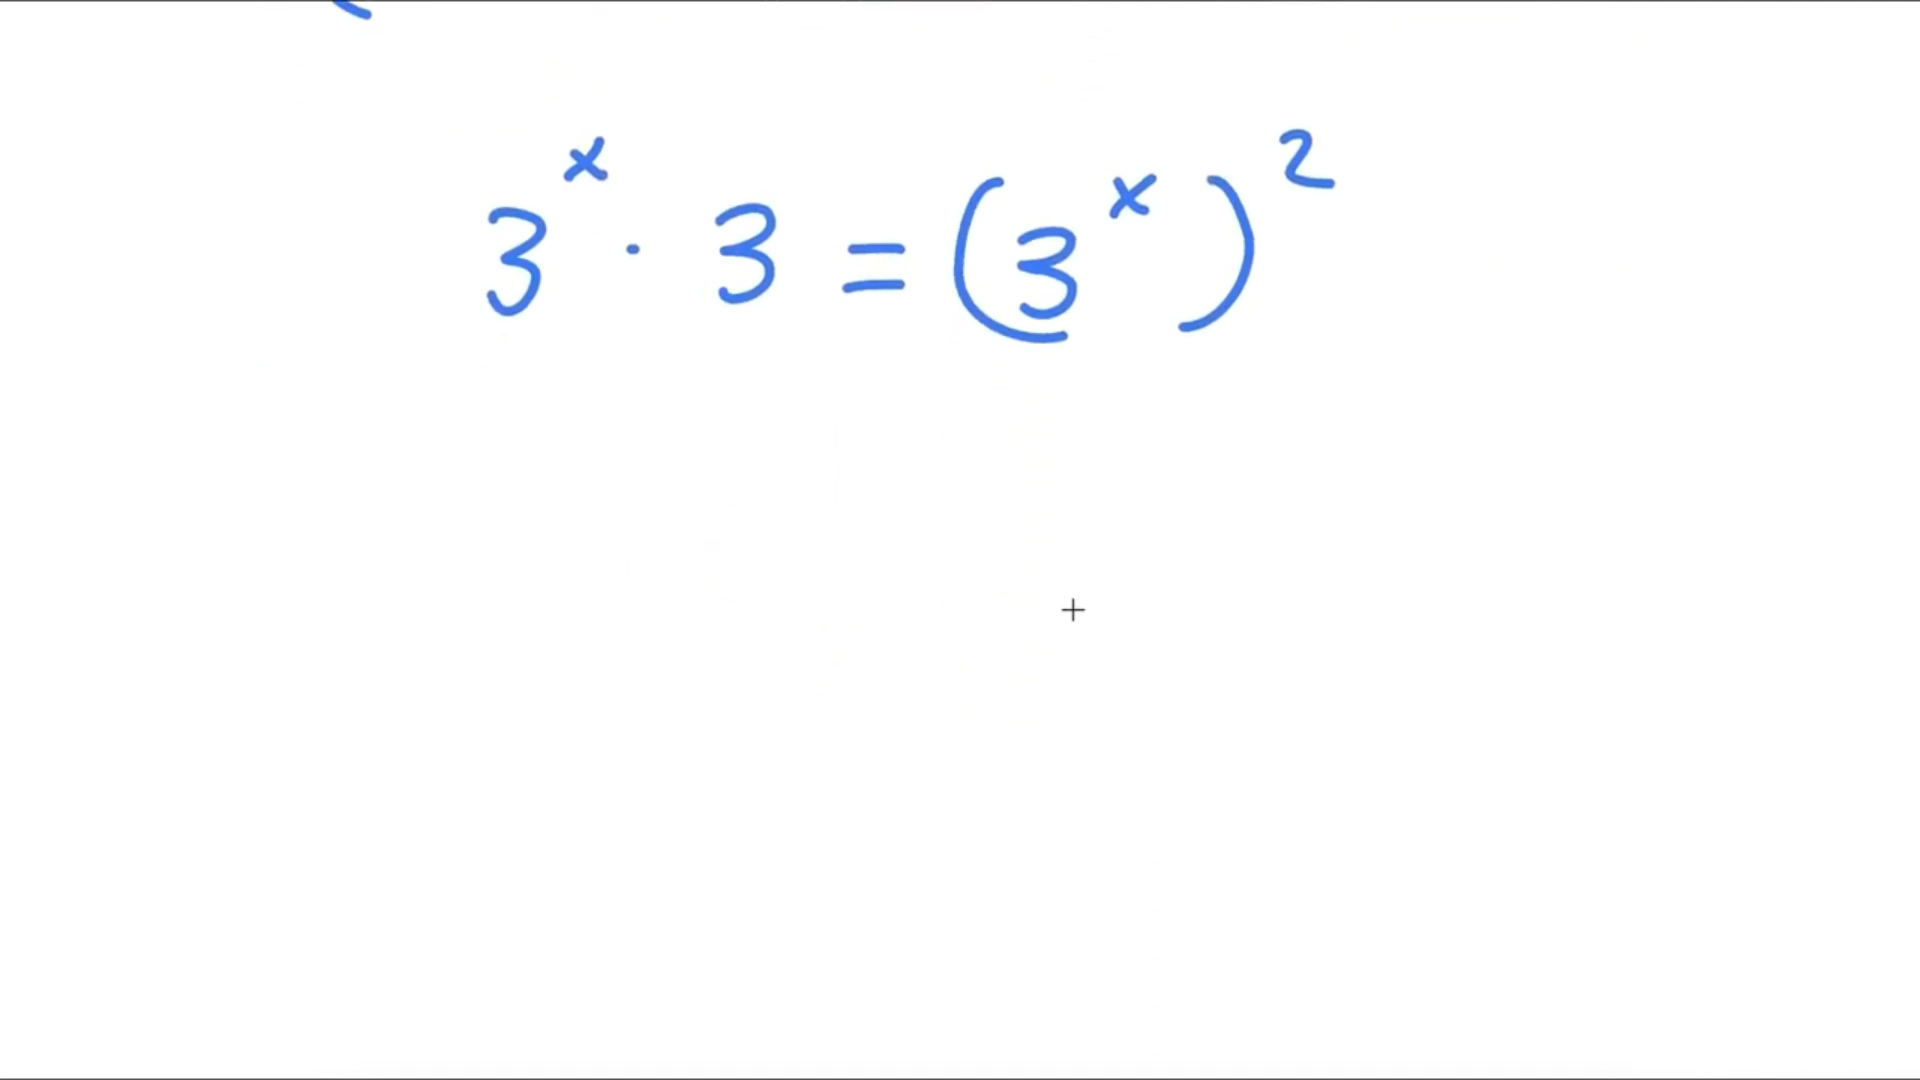 3^x · 3 = (3^x)^2